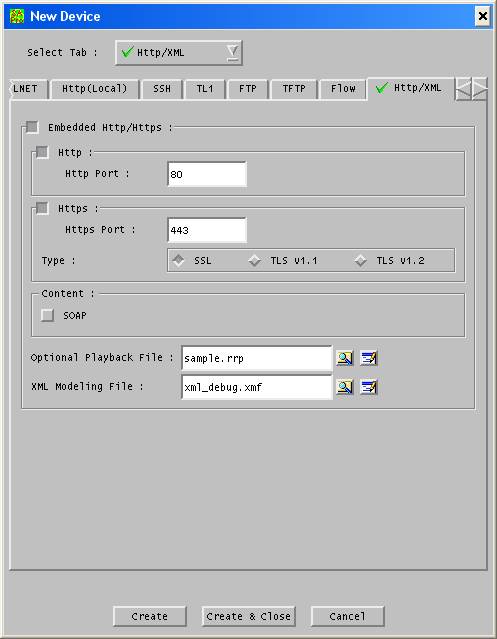 New Device
Select Tab : Http/XML
LNET Http(Local) SSH TL1 FTP TFTP Flow Http/XML
Embedded Http/Https :
Http :
Http Port : 80
Https :
Https Port : 443
Type : SSL TLS v1.1 TLS v1.2
Content :
SOAP
Optional Playback File : sample.rrp
XML Modeling File : xml_debug.xmf
Create Create & Close Cancel